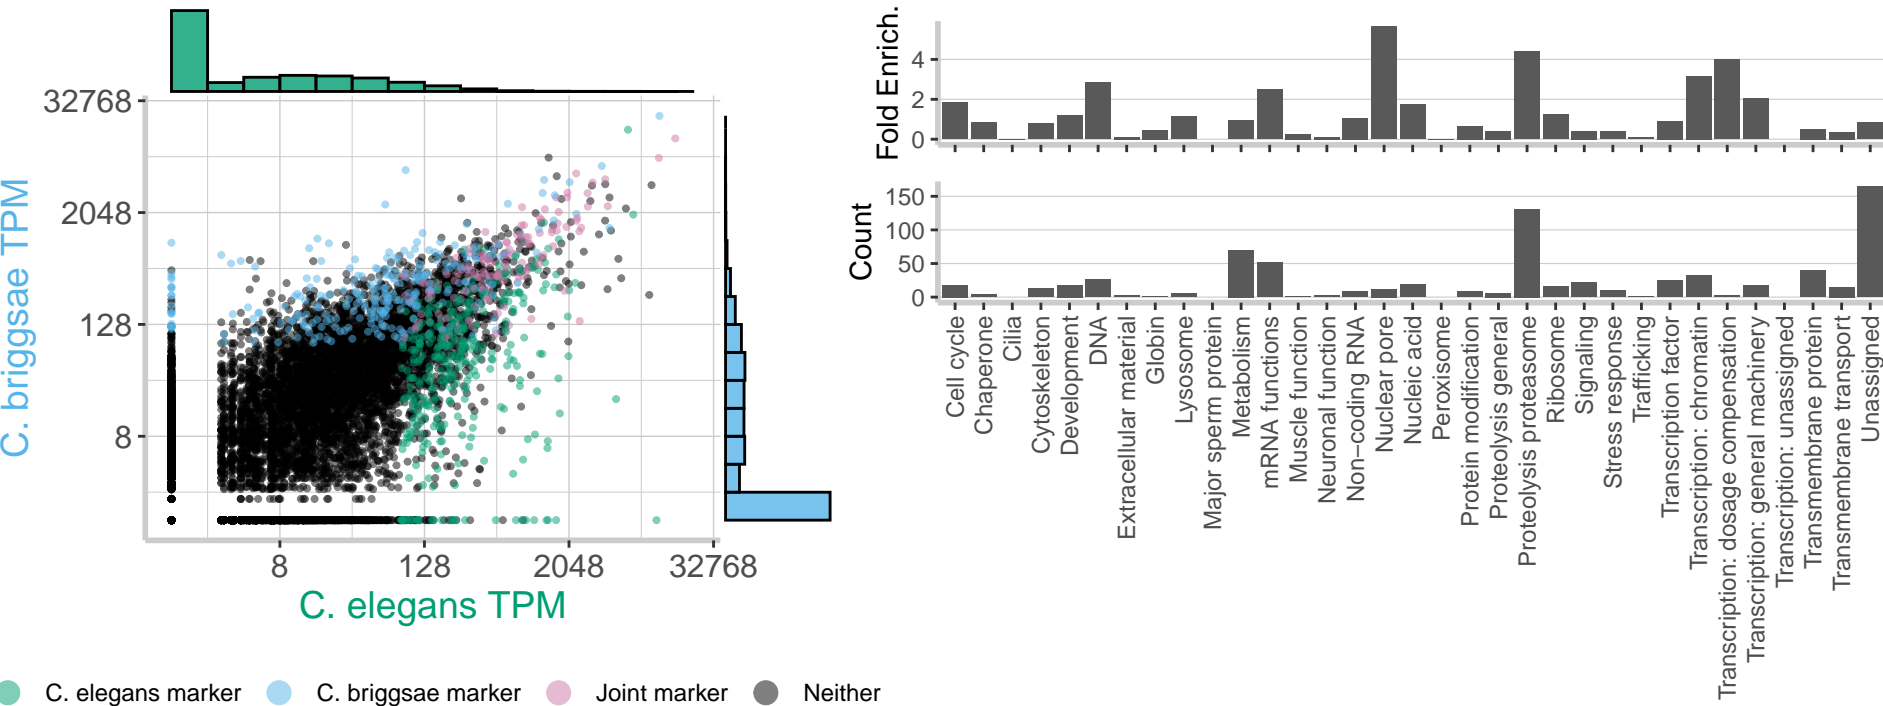 32768
2048
128
8
C. briggsae TPM
8
128
2048
32768
C. elegans TPM
C. elegans marker
C. briggsae marker
Joint marker
Neither
Fold Enrich.
4
2
0
Count
150
100
50
0
Cell cycle
Chaperone
Cilia
Cytoskeleton
Development
DNA
Extracellular material
Globin
Lysosome
Major sperm protein
Metabolism
mRNA functions
Muscle function
Neuronal function
Non−coding RNA
Nuclear pore
Nucleic acid
Peroxisome
Protein modification
Proteolysis general
Proteolysis proteasome
Ribosome
Signaling
Stress response
Trafficking
Transcription factor
Transcription: chromatin
Transcription: dosage compensation
Transcription: general machinery
Transcription: unassigned
Transmembrane protein
Transmembrane transport
Unassigned